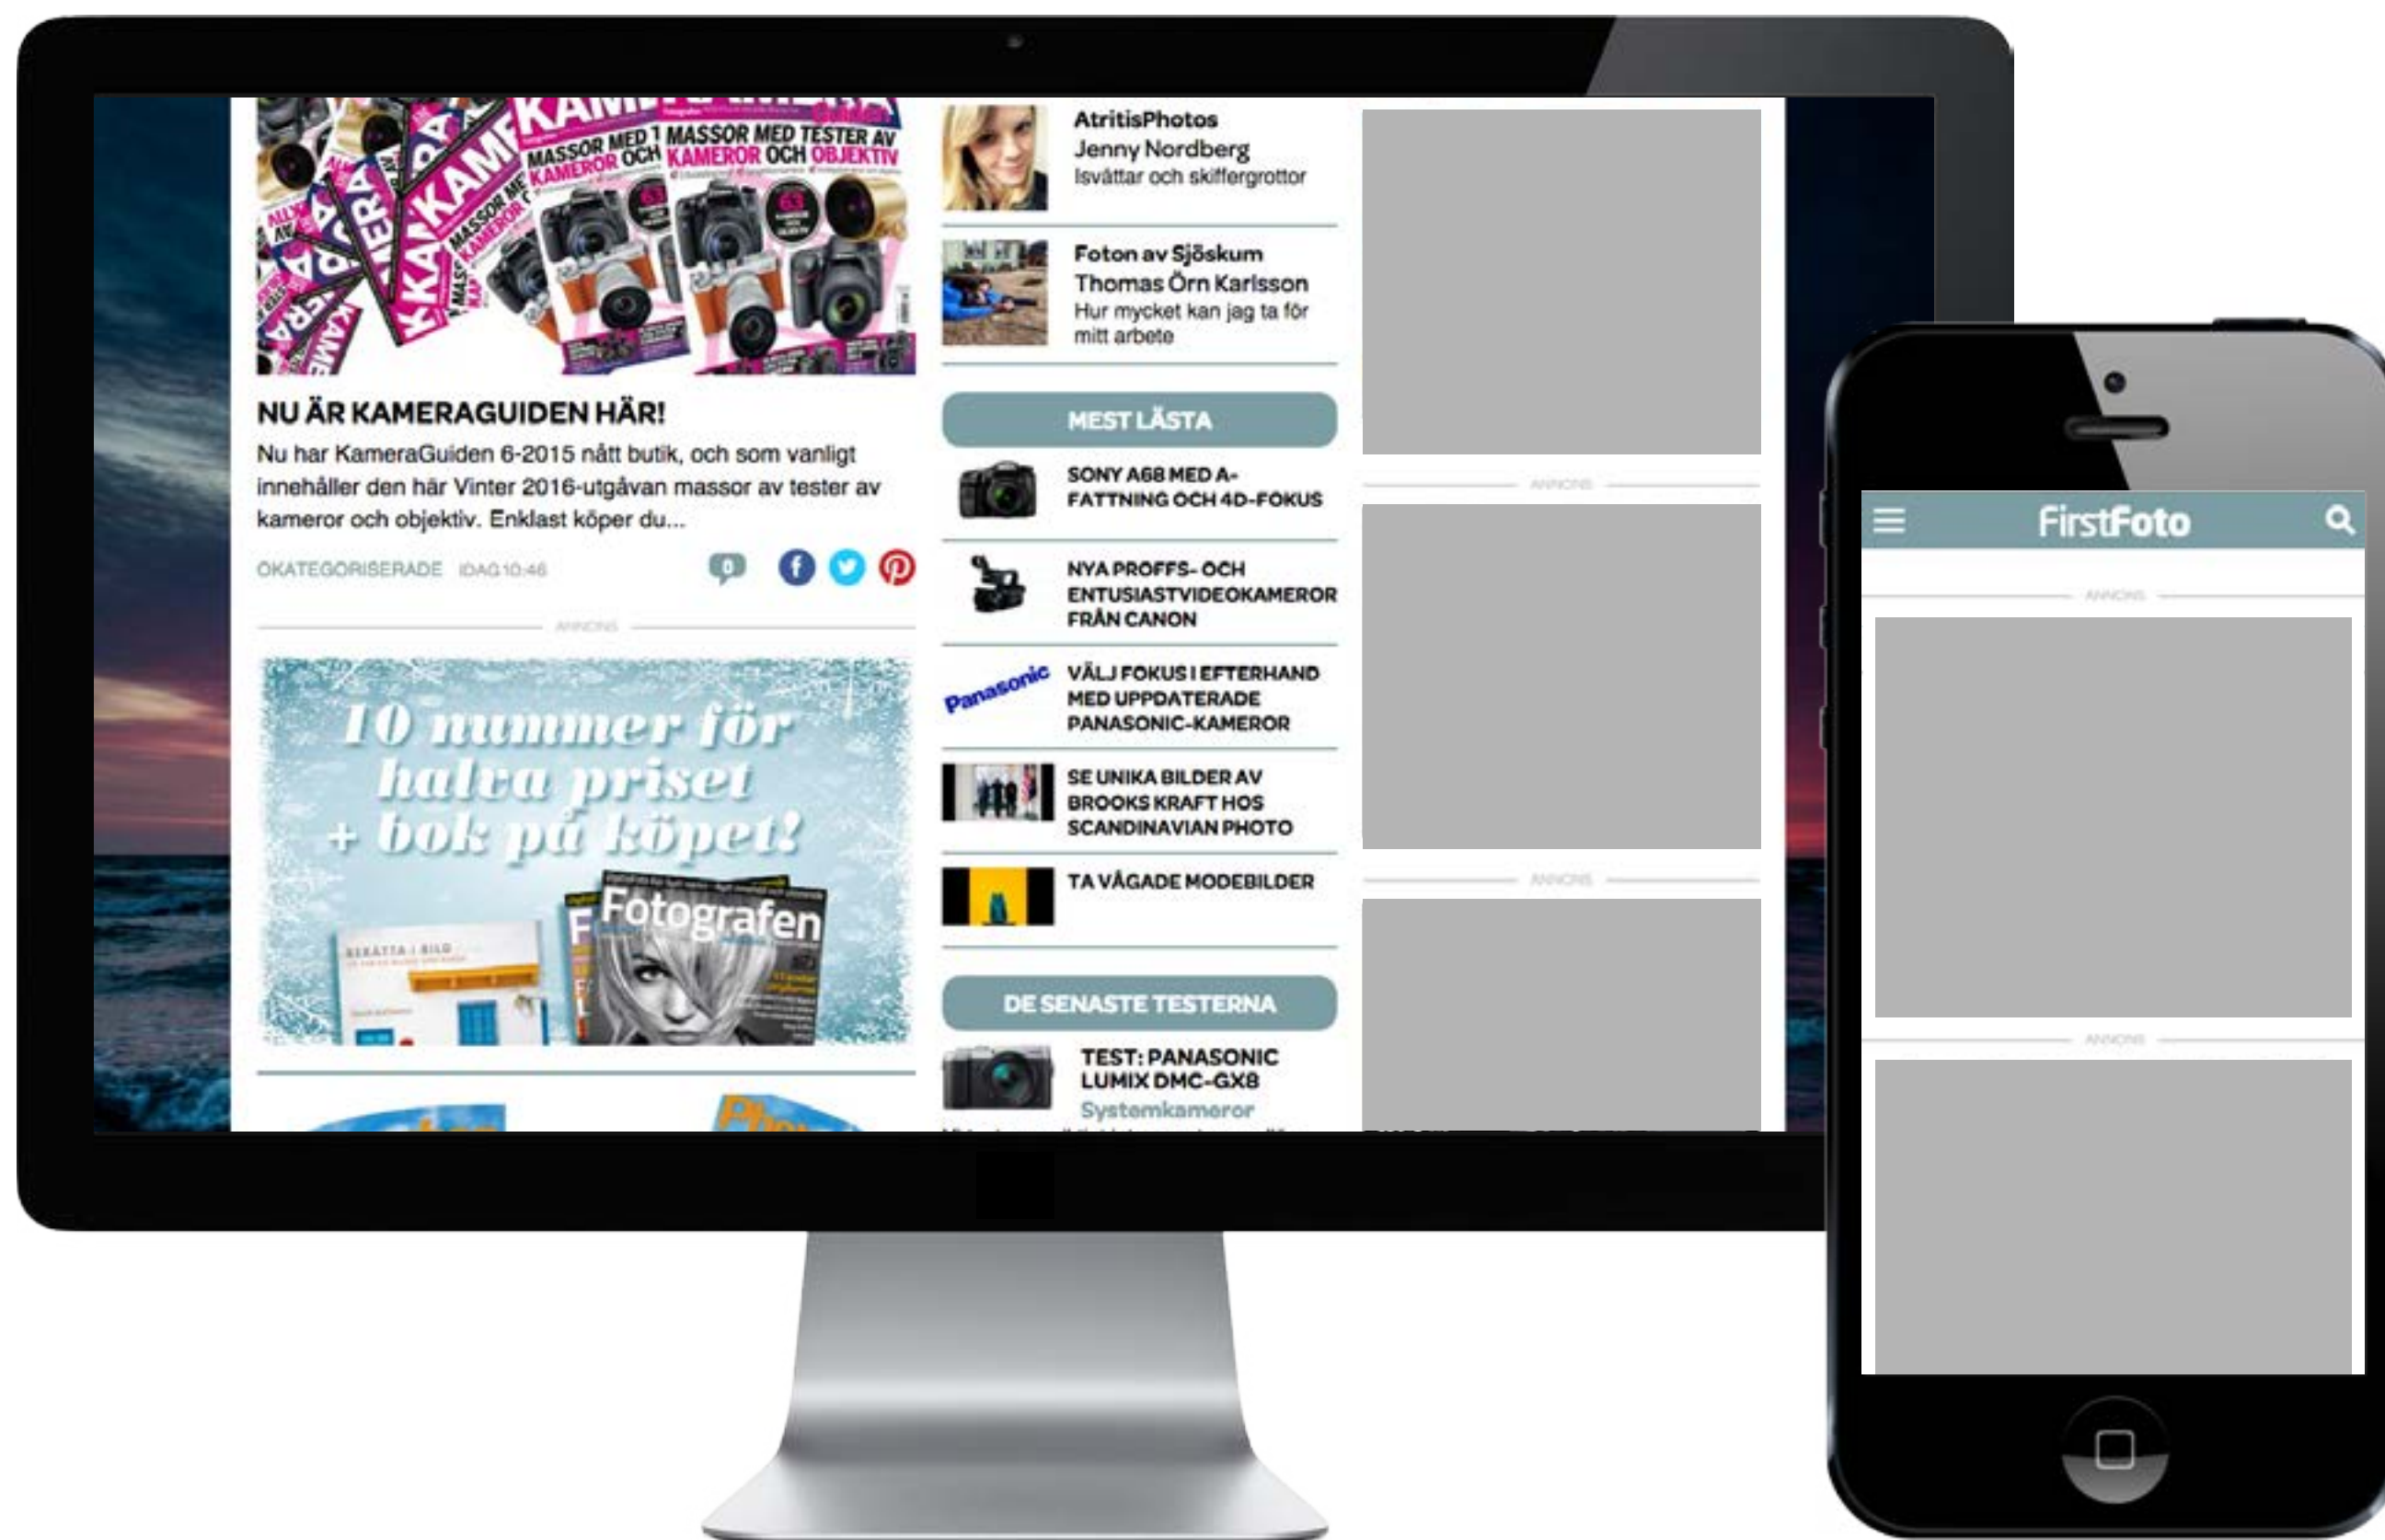 MASSOR MED TESTER AV
KAMEROR OCH OBJEKTIV
63
NU ÄR KAMERAGUIDEN HÄR!
Nu har KameraGuiden 6-2015 nått butik, och som vanligt
innehåller den här Vinter 2016-utgåvan massor av tester av
kameror och objektiv. Enklast köper du...
OKATEGORISERADE IDAG 10:46
0
ANNONS
10 nummer för
halva priset
+ bok på köpet!
BERÄTTA I BILD
Fotografen
AtritisPhotos
Jenny Nordberg
Isvättar och skiffergrottor
Foton av Sjöskum
Thomas Örn Karlsson
Hur mycket kan jag ta för
mitt arbete
MEST LÄSTA
SONY A68 MED A-
FATTNING OCH 4D-FOKUS
NYA PROFFS- OCH
ENTUSIASTVIDEOKAMEROR
FRÅN CANON
Panasonic
VÄLJ FOKUS I EFTERHAND
MED UPPDATERADE
PANASONIC-KAMEROR
SE UNIKA BILDER AV
BROOKS KRAFT HOS
SCANDINAVIAN PHOTO
TA VÅGADE MODEBILDER
DE SENASTE TESTERNA
TEST: PANASONIC
LUMIX DMC-GX8
Systemkameror
ANNONS
ANNONS
FirstFoto
ANNONS
ANNONS